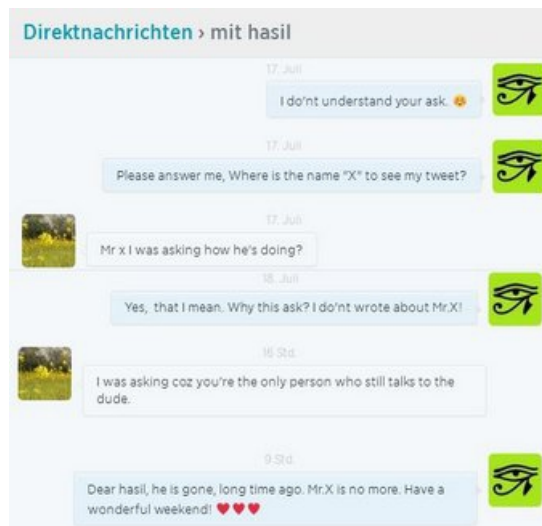 Direktnachrichten › mit hasil
17. Juli
I do'nt understand your ask. ☺
17. Juli
Please answer me, Where is the name "X" to see my tweet?
17. Juli
Mr x I was asking how he's doing?
18. Juli
Yes, that I mean. Why this ask? I do'nt wrote about Mr.X!
16 Std.
I was asking coz you're the only person who still talks to the
dude.
9 Std.
Dear hasil, he is gone, long time ago. Mr.X is no more. Have a
wonderful weekend! ♥♥♥